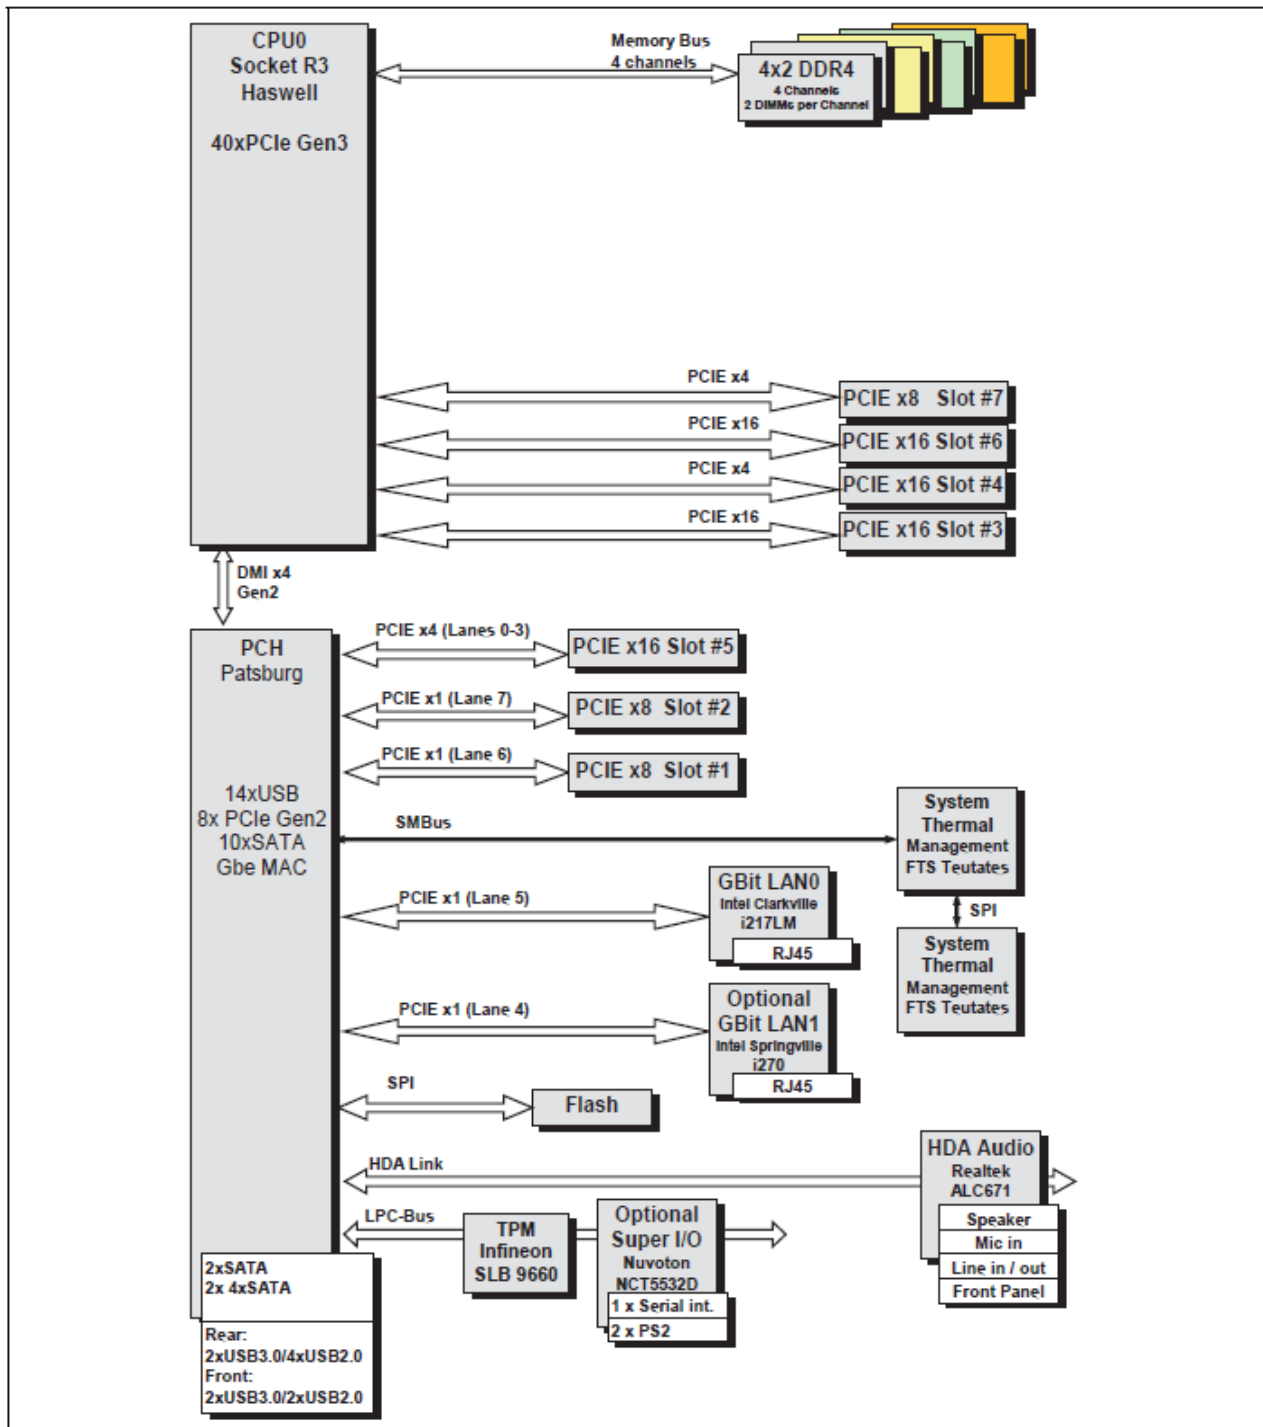 CPU0
Socket R3
Haswell
40xPCIe Gen3
Memory Bus
4 channels
4x2 DDR4
4 Channels
2 DIMMs per Channel
PCIE x4
PCIE x8 Slot #7
PCIE x16
PCIE x16 Slot #6
PCIE x4
PCIE x16 Slot #4
PCIE x16
PCIE x16 Slot #3
DMI x4
Gen2
PCH
Patsburg
14xUSB
8x PCIe Gen2
10xSATA
Gbe MAC
PCIE x4 (Lanes 0-3)
PCIE x16 Slot #5
PCIE x1 (Lane 7)
PCIE x8 Slot #2
PCIE x1 (Lane 6)
PCIE x8 Slot #1
SMBus
System
Thermal
Management
FTS Teutates
SPI
System
Thermal
Management
FTS Teutates
PCIE x1 (Lane 5)
GBit LAN0
Intel Clarkville
i217LM
RJ45
PCIE x1 (Lane 4)
Optional
GBit LAN1
Intel Springville
i270
RJ45
SPI
Flash
HDA Link
HDA Audio
Realtek
ALC671
Speaker
Mic in
Line in / out
Front Panel
LPC-Bus
TPM
Infineon
SLB 9660
Optional
Super I/O
Nuvoton
NCT5532D
1 x Serial int.
2 x PS2
2xSATA
2x 4xSATA
Rear:
2xUSB3.0/4xUSB2.0
Front:
2xUSB3.0/2xUSB2.0